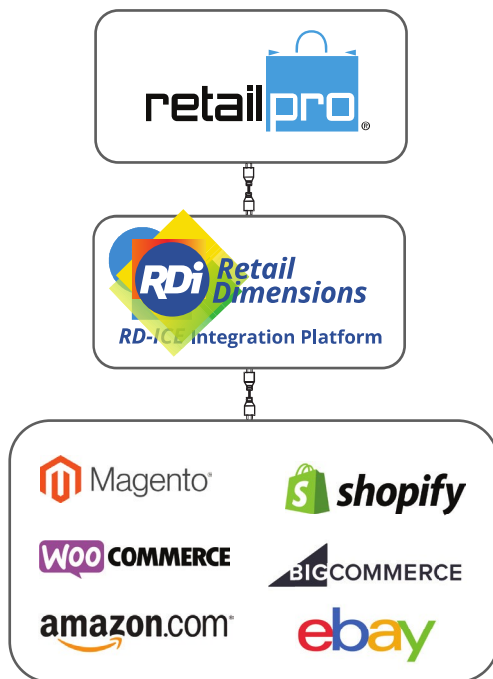 retailpro®
RDi Retail
Dimensions
RD-ICE Integration Platform
Magento®
S shopify
WOO COMMERCE
BIGCOMMERCE
amazon.com®
ebay